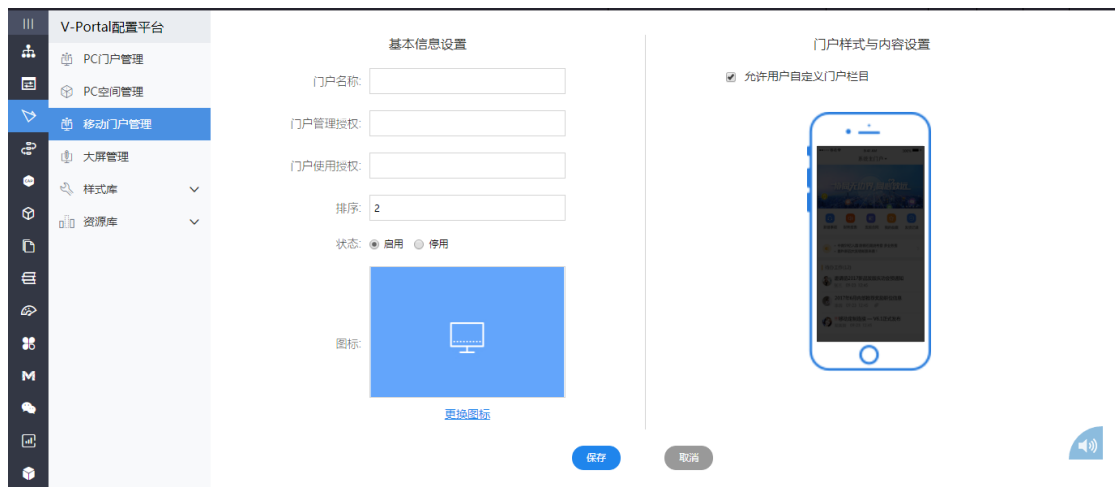 V-Portal配置平台
PC门户管理
PC空间管理
移动门户管理
大屏管理
样式库
资源库
基本信息设置
门户名称:
门户管理授权:
门户使用授权:
排序: 2
状态: 启用 停用
图标:
更换图标
门户样式与内容设置
允许用户自定义门户栏目
保存 取消
M